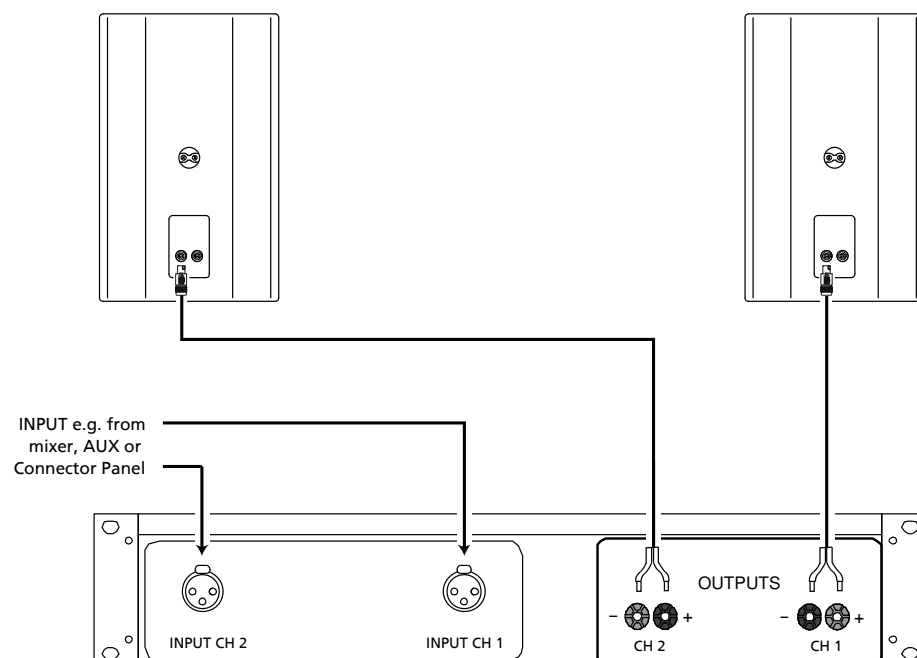 INPUT e.g. from
mixer, AUX or
Connector Panel
OUTPUTS
INPUT CH 2
INPUT CH 1
− +
CH 2
− +
CH 1